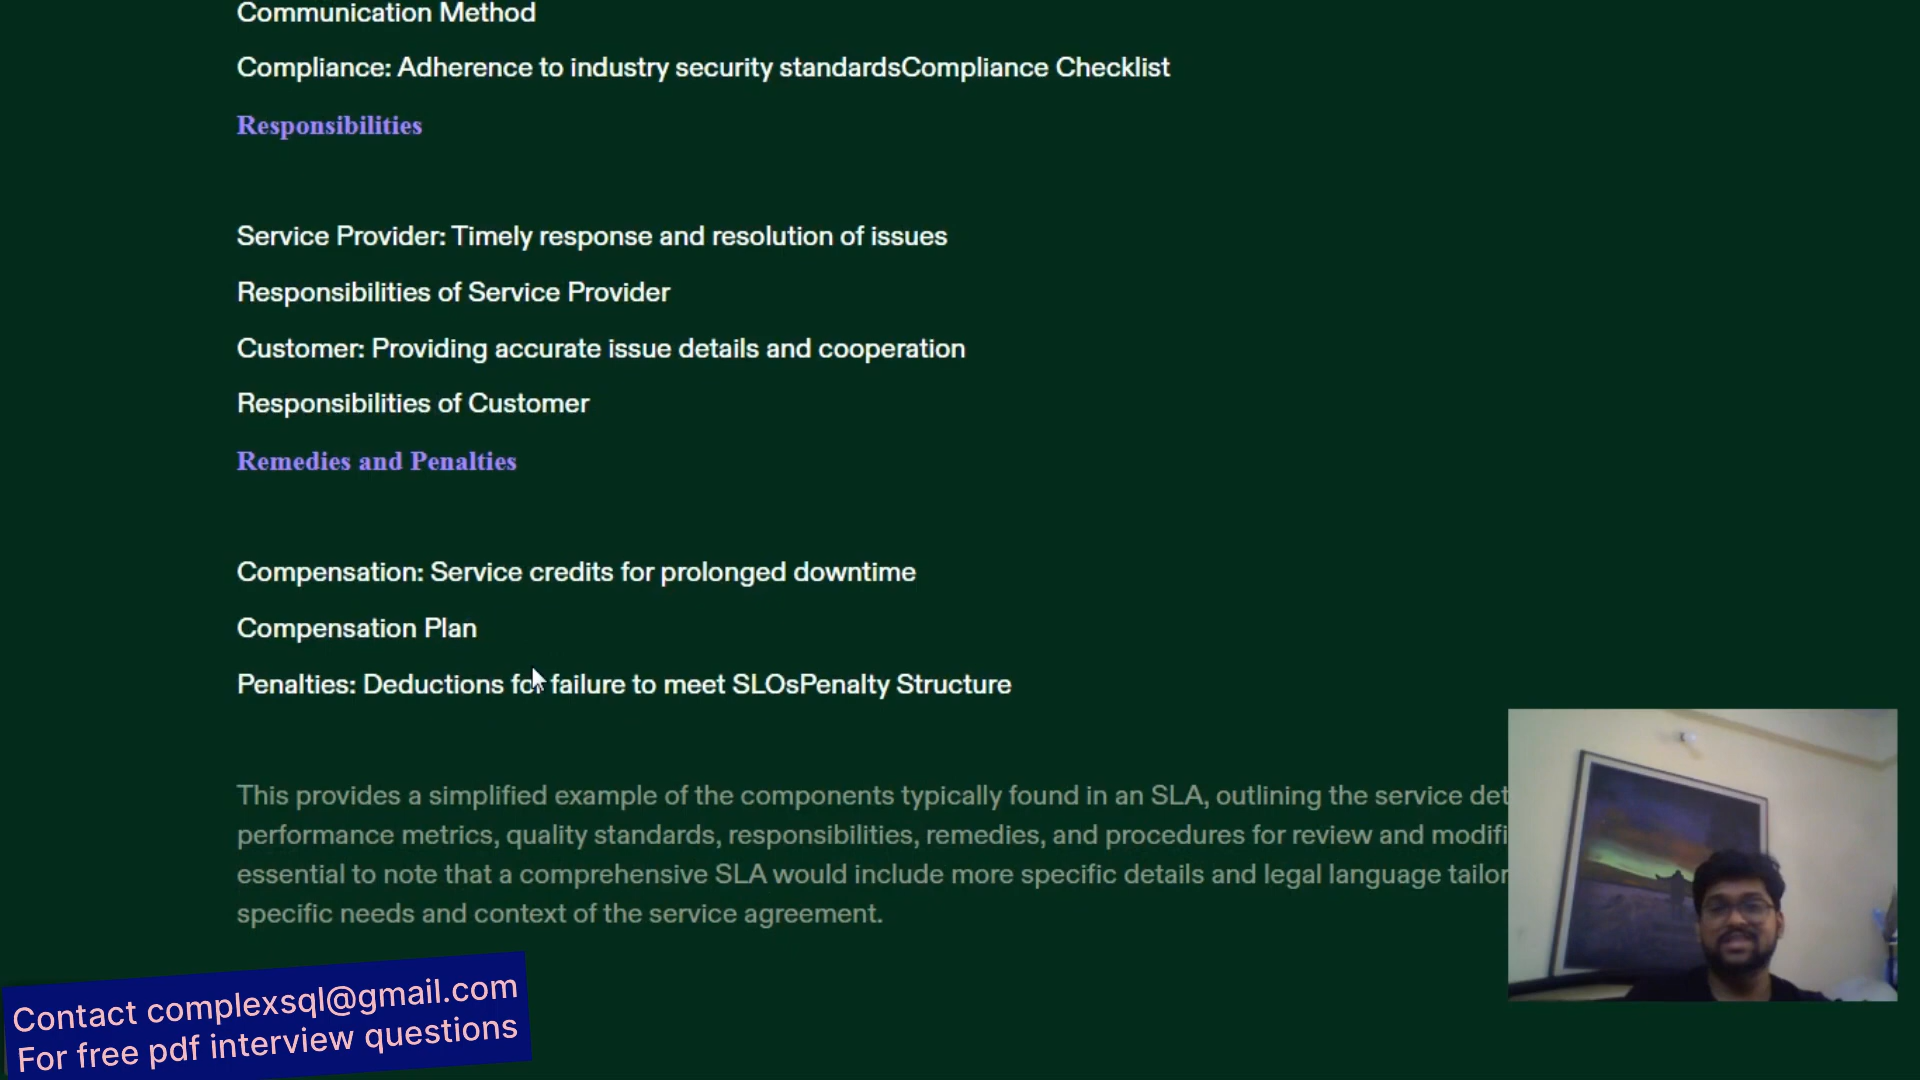 Communication Method
Compliance: Adherence to industry security standardsCompliance Checklist
Responsibilities
Service Provider: Timely response and resolution of issues
Responsibilities of Service Provider
Customer: Providing accurate issue details and cooperation
Responsibilities of Customer
Remedies and Penalties
Compensation: Service credits for prolonged downtime
Compensation Plan
Penalties: Deductions for failure to meet SLOsPenalty Structure
This provides a simplified example of the components typically found in an SLA, outlining the service
performance metrics, quality standards, responsibilities, remedies, and procedures for review and
essential to note that a comprehensive SLA would include more specific details and legal language
specific needs and context of the service agreement.
Contact complexsql@gmail.com
For free pdf interview questions